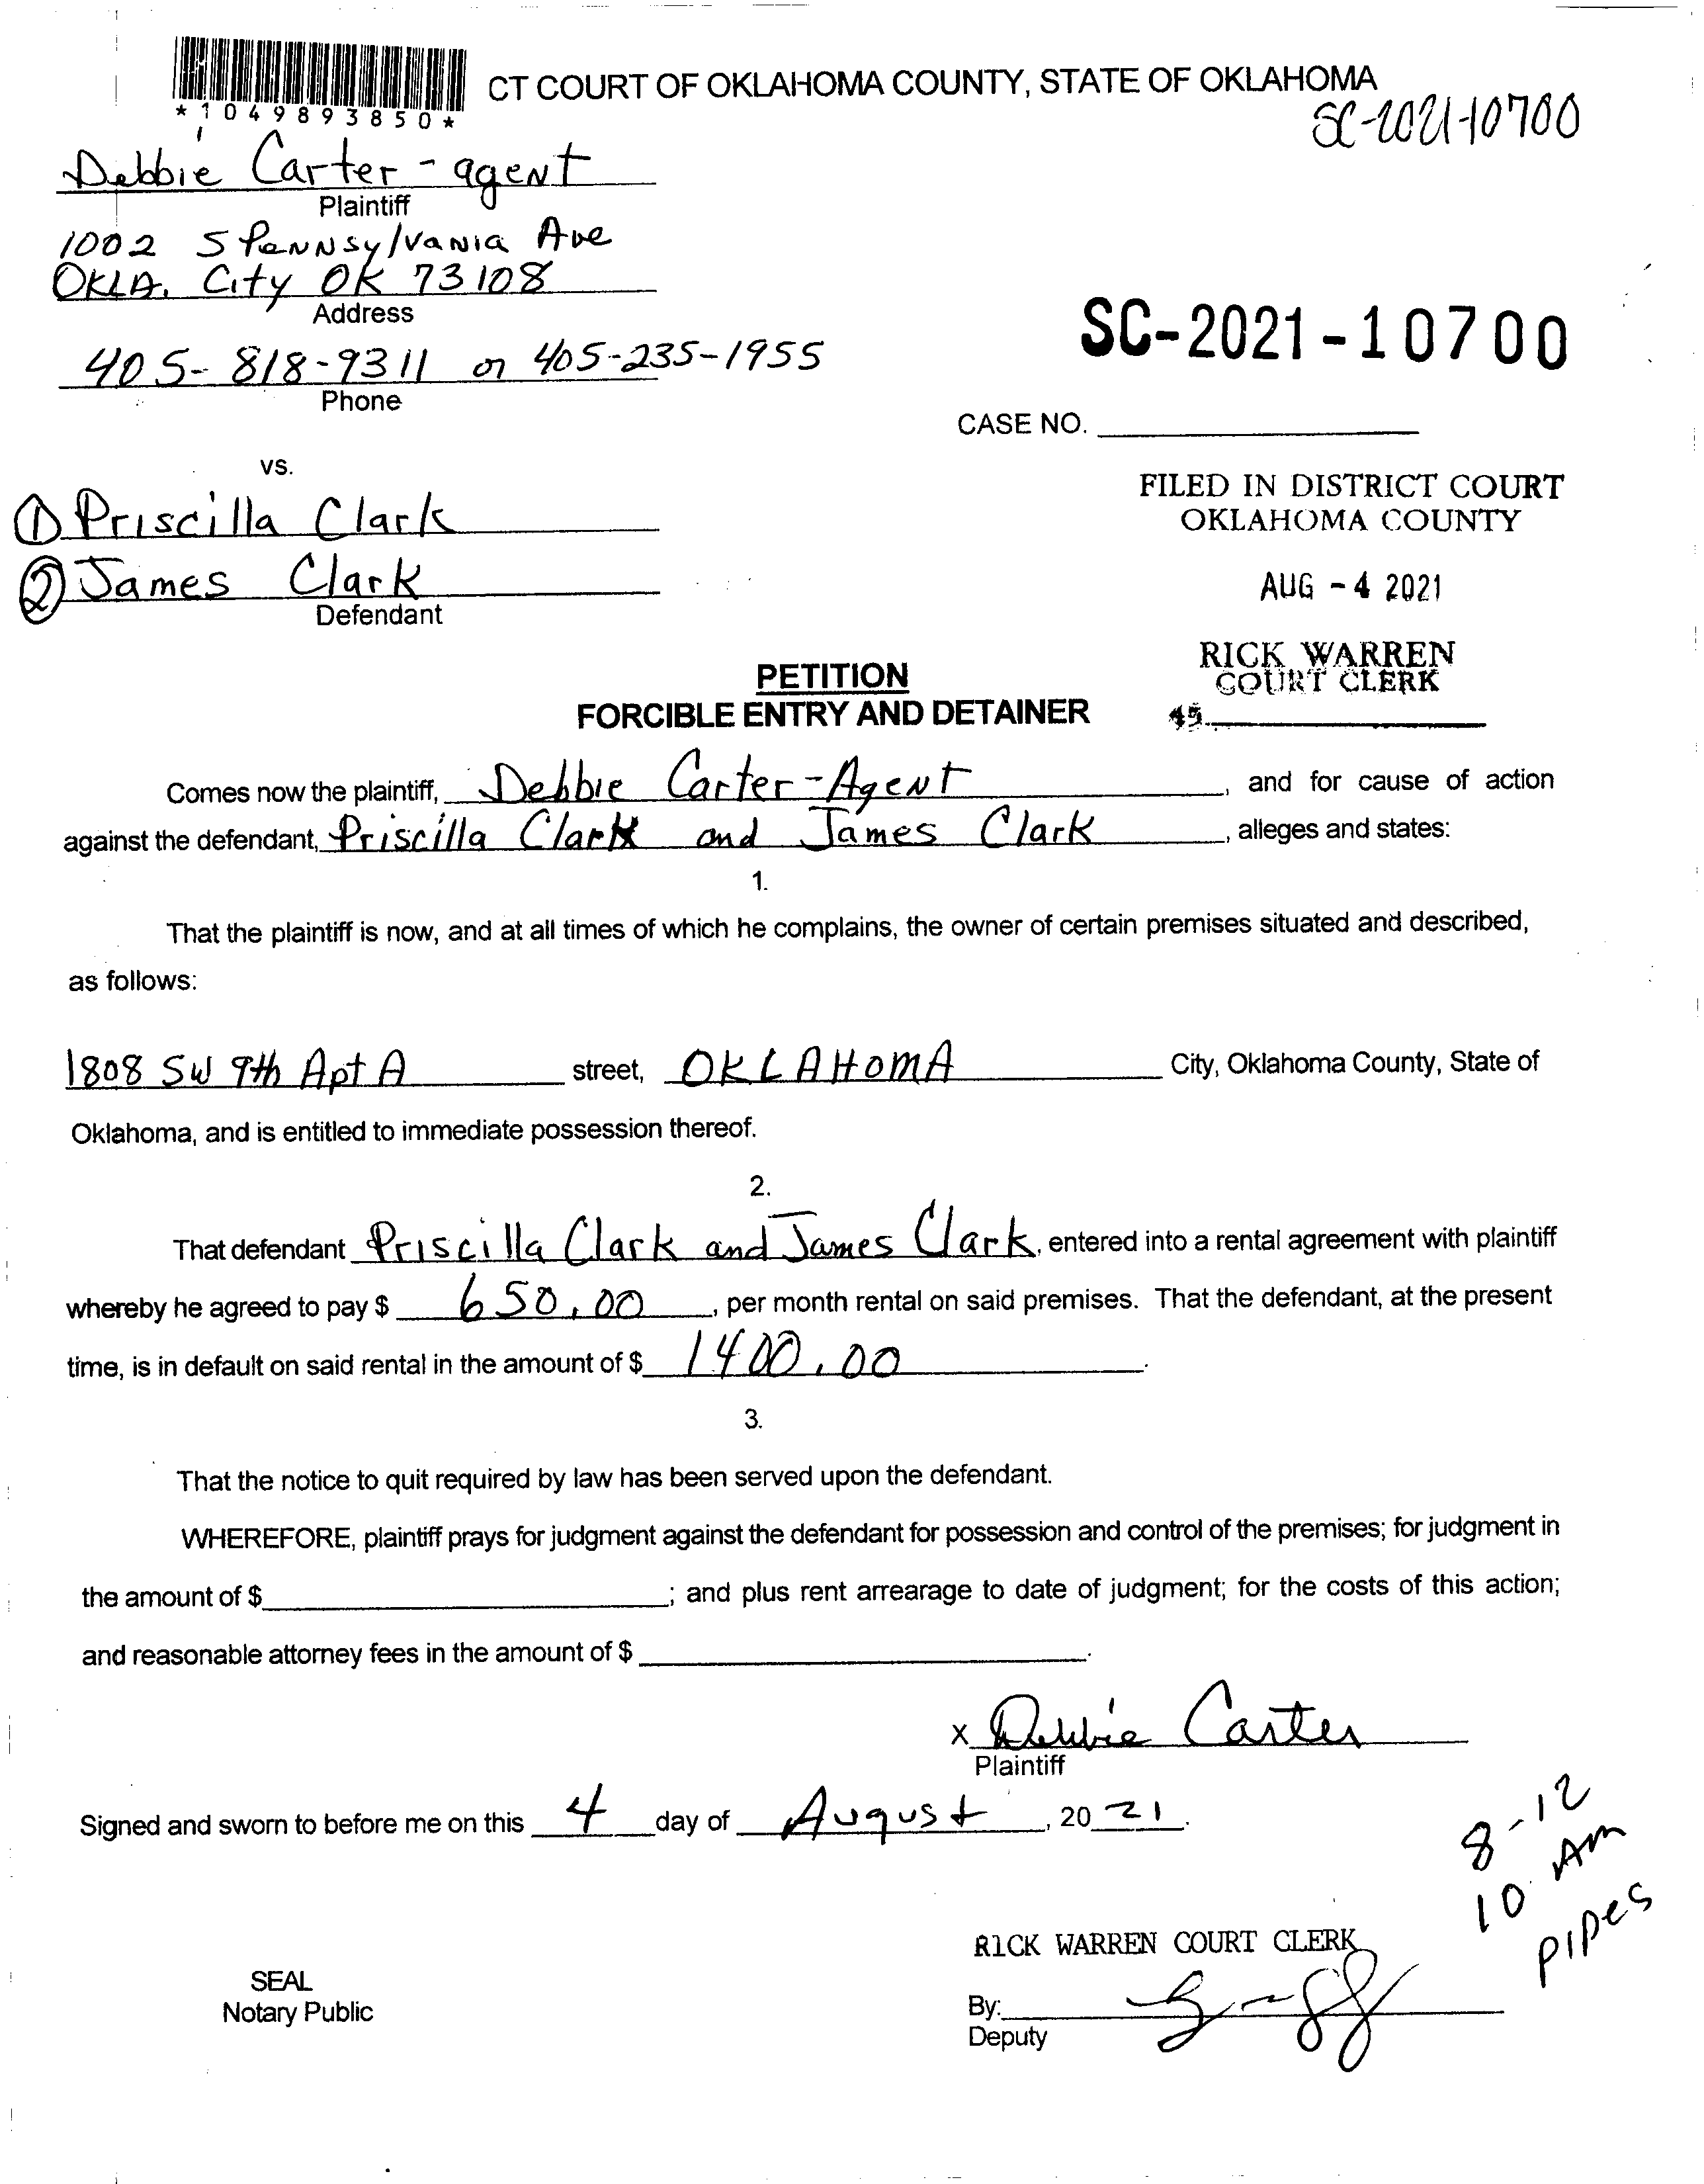 CT COURT OF OKLAHOMA COUNTY, STATE OF OKLAHOMA
*1049893850*
SC-2021-10700
Debbie Carter - agent
Plaintiff
1002 S Pennsylvania Ave
OKLA. City OK 73108
Address
SC-2021-10700
405-818-9311 or 405-235-1955
Phone
CASE NO.
vs.
FILED IN DISTRICT COURT
OKLAHOMA COUNTY
① Priscilla Clark
② James Clark
Defendant
AUG - 4 2021
RICK WARREN
COURT CLERK
45
PETITION
FORCIBLE ENTRY AND DETAINER
Comes now the plaintiff, Debbie Carter - Agent, and for cause of action
against the defendant, Priscilla Clark and James Clark, alleges and states:
1.
That the plaintiff is now, and at all times of which he complains, the owner of certain premises situated and described,
as follows:
1808 SW 9th Apt A street, OKLAHOMA City, Oklahoma County, State of
Oklahoma, and is entitled to immediate possession thereof.
2.
That defendant Priscilla Clark and James Clark, entered into a rental agreement with plaintiff
whereby he agreed to pay $ 650.00, per month rental on said premises. That the defendant, at the present
time, is in default on said rental in the amount of $ 1400.00.
3.
That the notice to quit required by law has been served upon the defendant.
WHEREFORE, plaintiff prays for judgment against the defendant for possession and control of the premises; for judgment in
the amount of $ ; and plus rent arrearage to date of judgment; for the costs of this action;
and reasonable attorney fees in the amount of $ .
x Debbie Carter
Plaintiff
Signed and sworn to before me on this 4 day of August, 20 21.
8-12
10 AM
PIPES
RICK WARREN COURT CLERK
SEAL
Notary Public
By:
Deputy